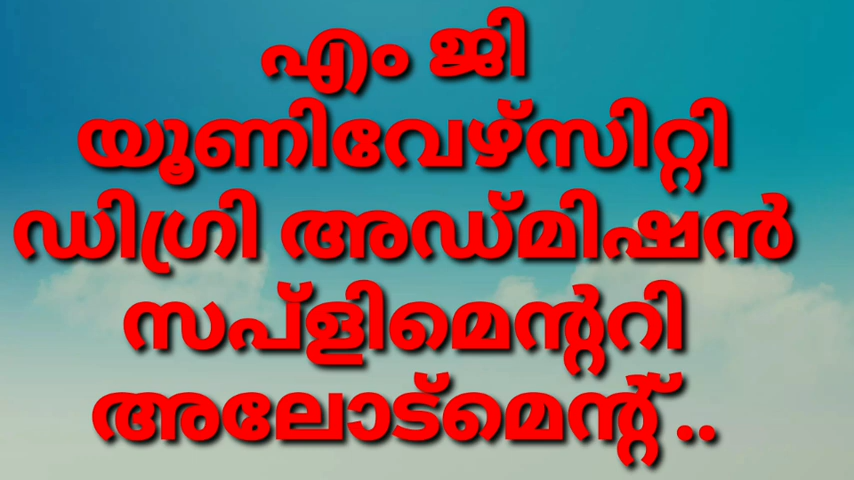 എം ജി
യൂണിവേഴ്സിറ്റി
ഡിഗ്രി അഡ്മിഷൻ
സപ്ളിമെന്ററി
അലോട്മെന്റ് ..